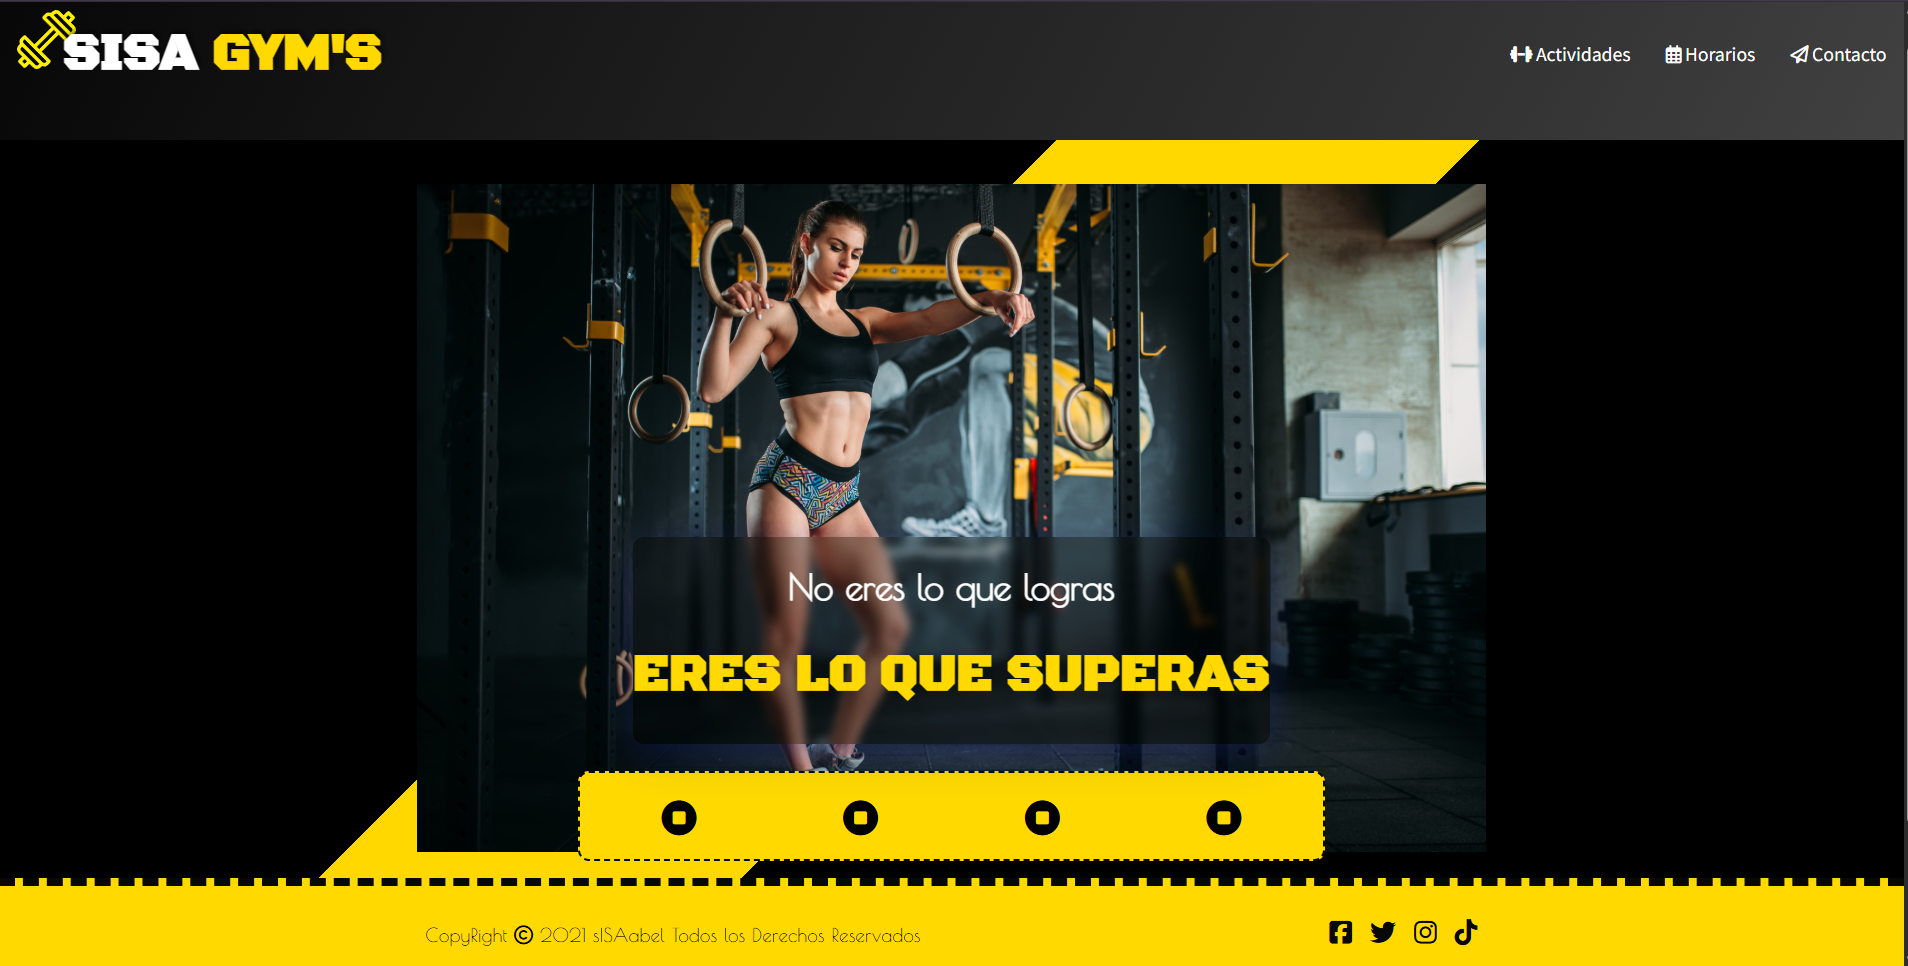 SISA GYM'S
Actividades
Horarios
Contacto
No eres lo que logras
ERES LO QUE SUPERAS
CopyRight © 2021 sISAabel. Todos los Derechos Reservados